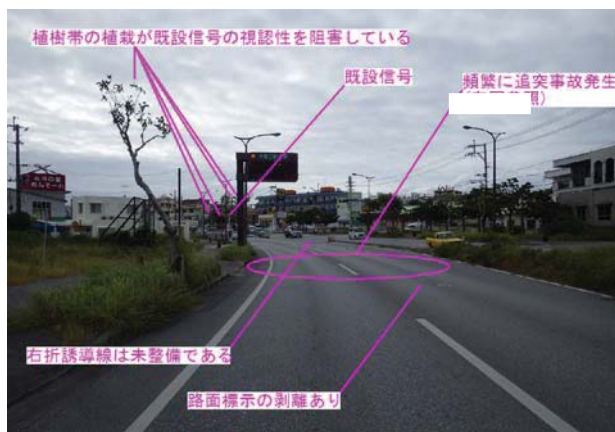 植樹帯の植栽が既設信号の視認性を阻害している
既設信号
頻繁に追突事故発生
右折誘導線は未整備である
路面標示の剥離あり